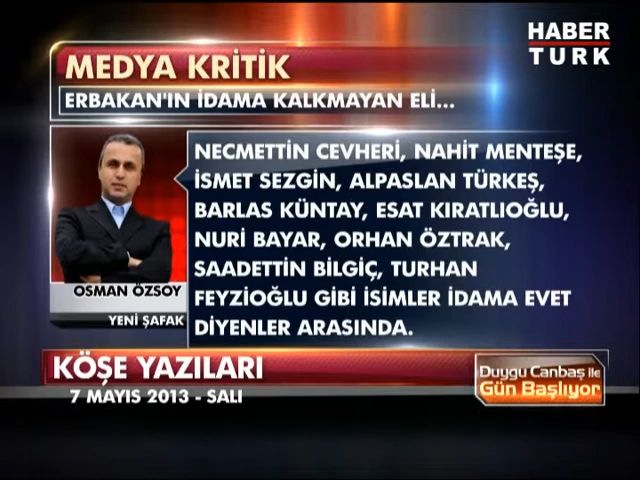 HABER
TURK
MEDYA KRİTİK
ERBAKAN'IN İDAMA KALKMAYAN ELİ...
NECMETTİN CEVHERİ, NAHİT MENTEŞE,
İSMET SEZGİN, ALPASLAN TÜRKEŞ,
BARLAS KÜNTAY, ESAT KIRATLIOĞLU,
NURİ BAYAR, ORHAN ÖZTRAK,
SAADETTİN BİLGİÇ, TURHAN
FEYZİOĞLU GİBİ İSİMLER İDAMA EVET
DİYENLER ARASINDA.
OSMAN ÖZSOY
YENİ ŞAFAK
KÖŞE YAZILARI
7 MAYIS 2013 - SALI
Duygu Canbaş ile
Gün Başlıyor